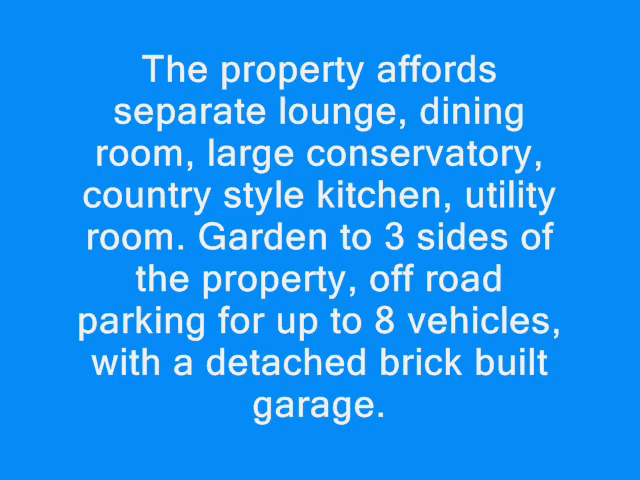 The property affords
separate lounge, dining
room, large conservatory,
country style kitchen, utility
room. Garden to 3 sides of
the property, off road
parking for up to 8 vehicles,
with a detached brick built
garage.